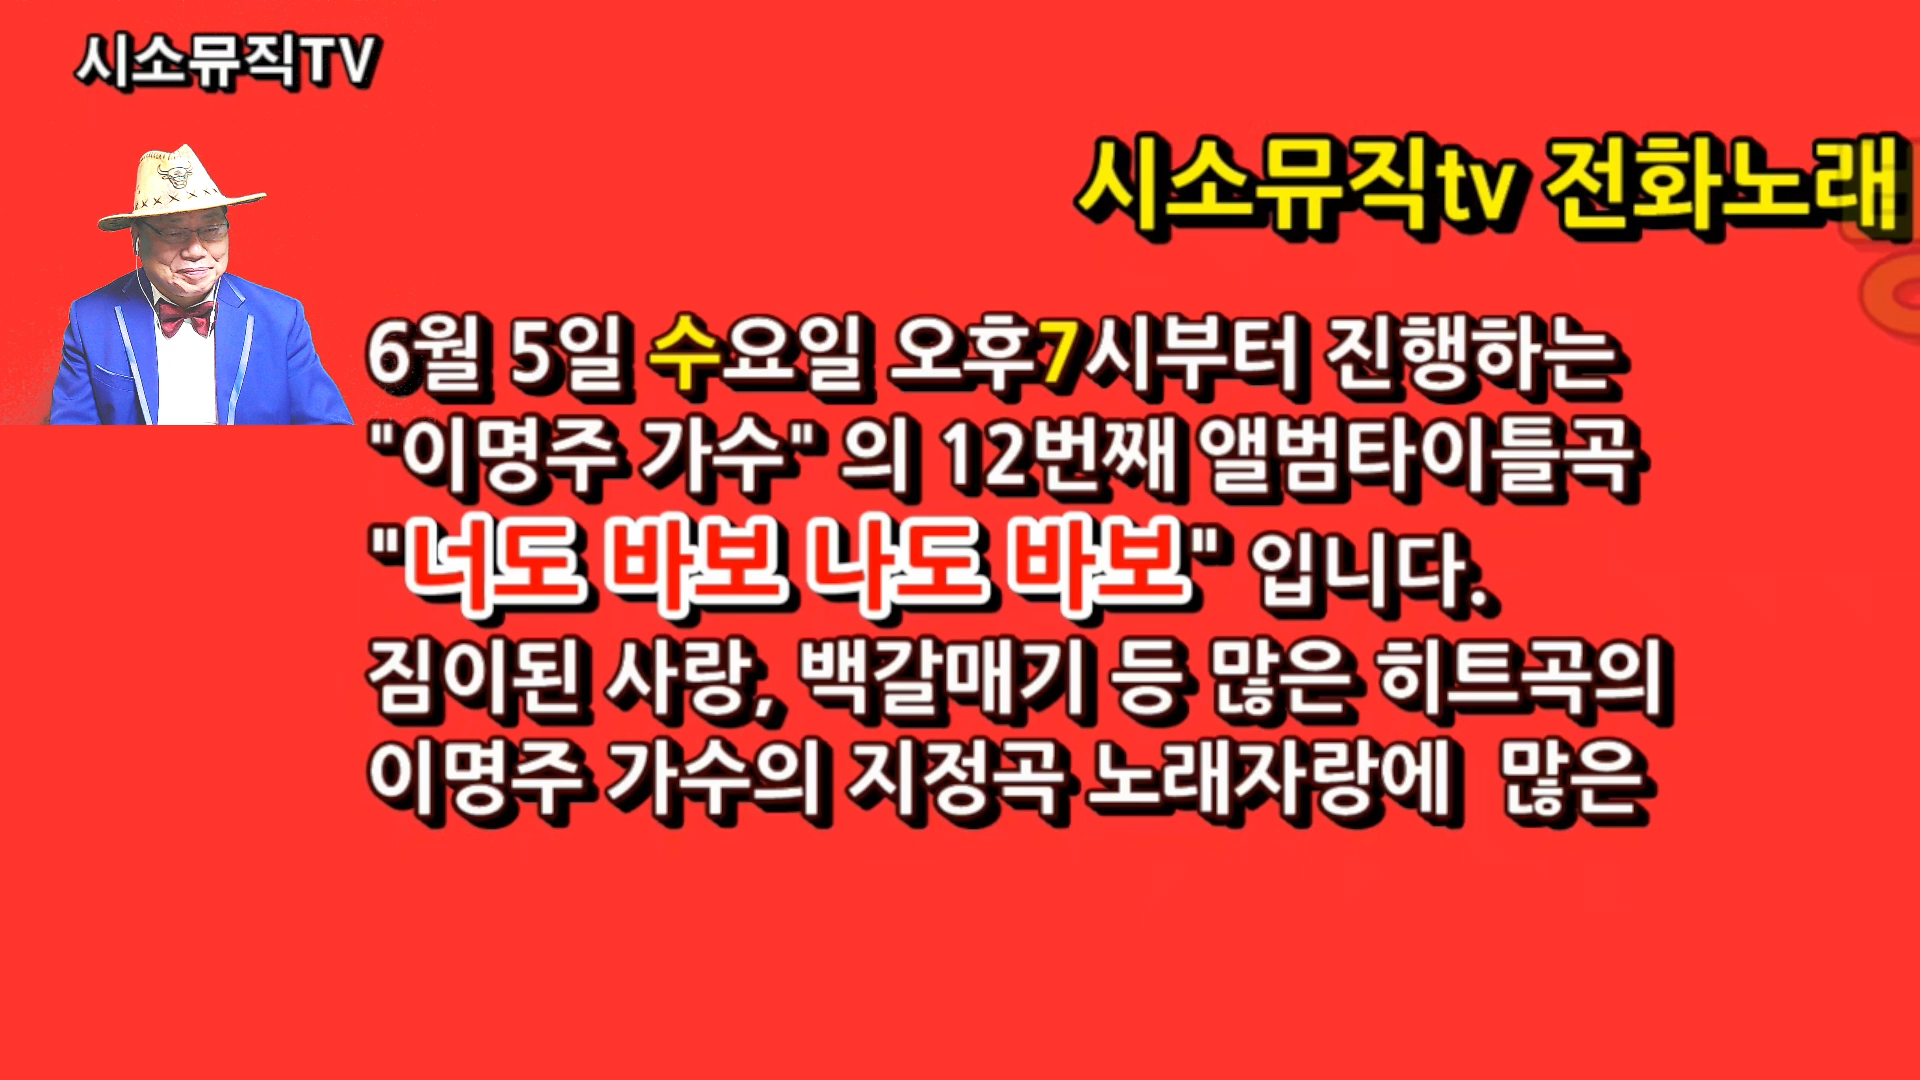 시소뮤직TV
시소뮤직tv 전화노래
6월 5일 수요일 오후7시부터 진행하는
"이명주 가수" 의 12번째 앨범타이틀곡
"너도 바보 나도 바보" 입니다.
짐이된 사랑, 백갈매기 등 많은 히트곡의
이명주 가수의 지정곡 노래자랑에 많은